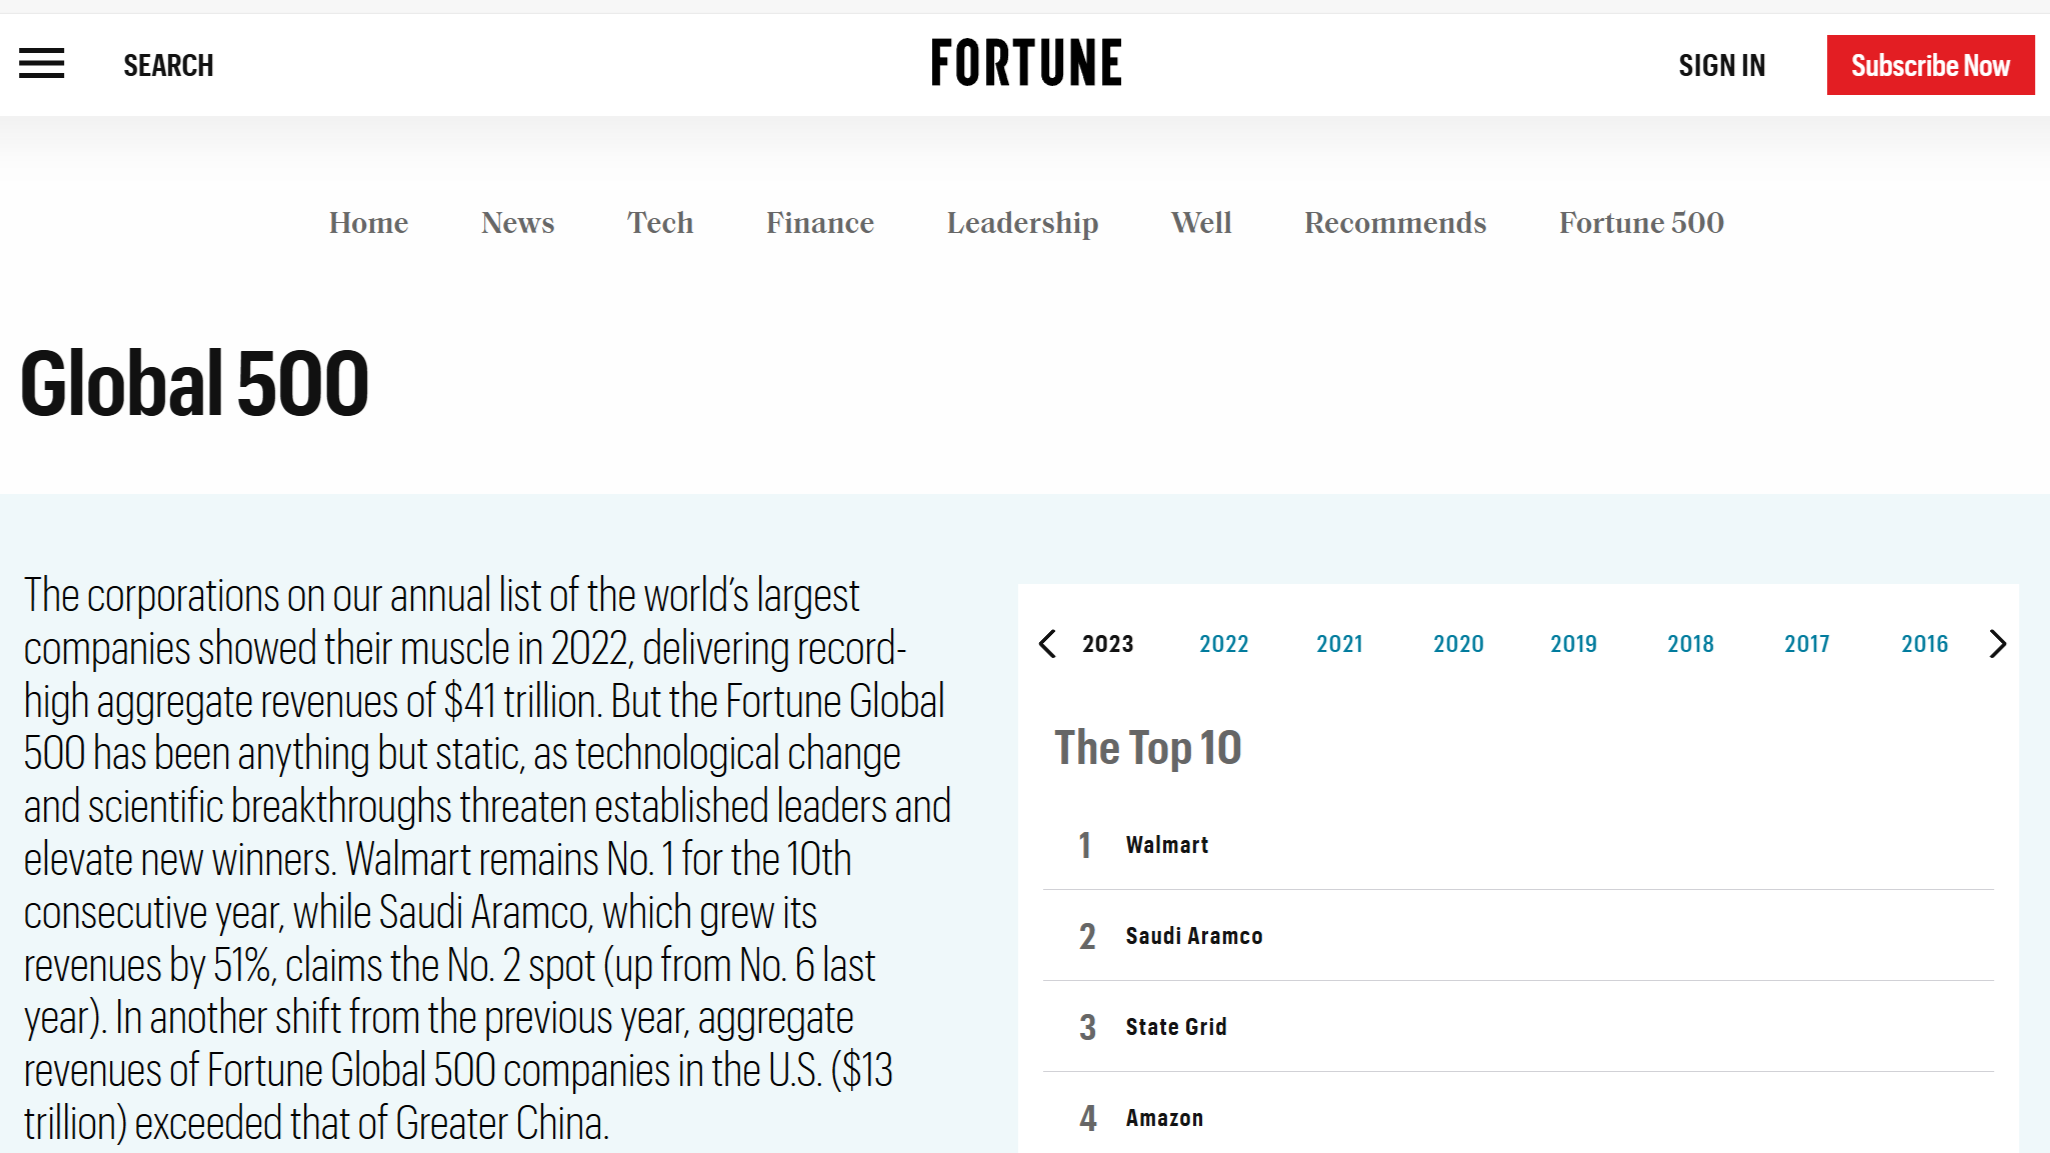 SEARCH
FORTUNE
SIGN IN
Subscribe Now
Home News Tech Finance Leadership Well Recommends Fortune 500
Global 500
The corporations on our annual list of the world’s largest
companies showed their muscle in 2022, delivering record-
high aggregate revenues of $41 trillion. But the Fortune Global
500 has been anything but static, as technological change
and scientific breakthroughs threaten established leaders and
elevate new winners. Walmart remains No. 1 for the 10th
consecutive year, while Saudi Aramco, which grew its
revenues by 51%, claims the No. 2 spot (up from No. 6 last
year). In another shift from the previous year, aggregate
revenues of Fortune Global 500 companies in the U.S. ($13
trillion) exceeded that of Greater China.
2023 2022 2021 2020 2019 2018 2017 2016
The Top 10
1 Walmart
2 Saudi Aramco
3 State Grid
4 Amazon